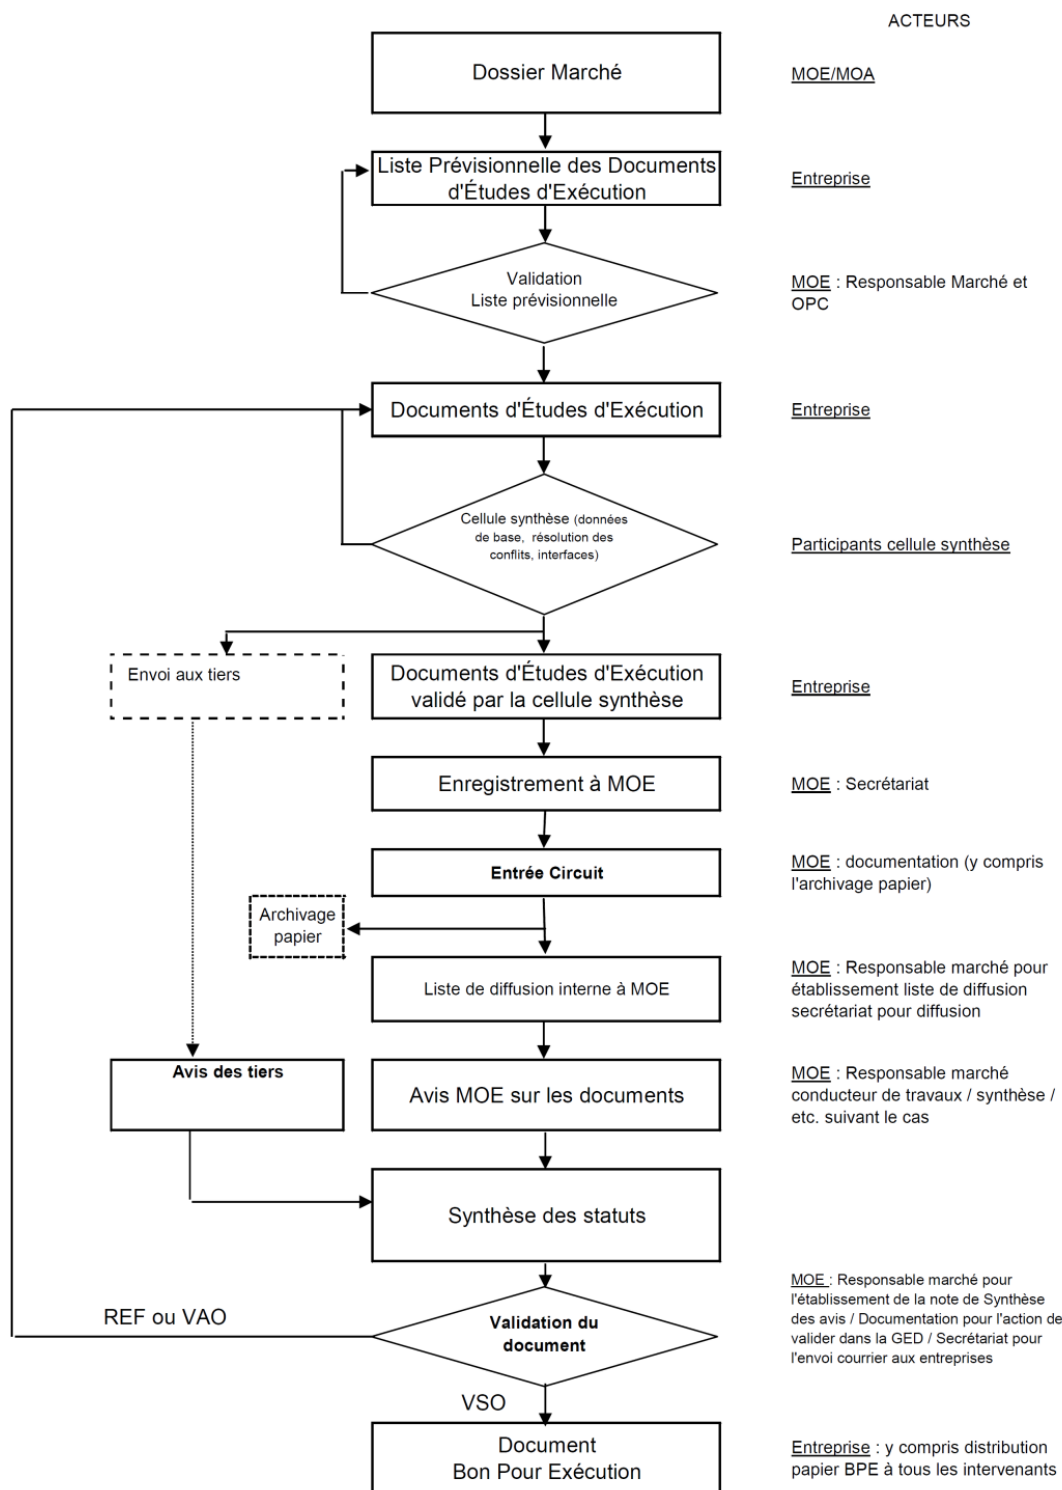 ACTEURS
Dossier Marché
MOE/MOA
Liste Prévisionnelle des Documents
d'Études d'Exécution
Entreprise
Validation
Liste prévisionnelle
MOE : Responsable Marché et
OPC
Documents d'Études d'Exécution
Entreprise
Cellule synthèse (données
de base, résolution des
conflits, interfaces)
Participants cellule synthèse
Envoi aux tiers
Documents d'Études d'Exécution
validé par la cellule synthèse
Entreprise
Enregistrement à MOE
MOE : Secrétariat
Entrée Circuit
MOE : documentation (y compris
l'archivage papier)
Archivage
papier
Liste de diffusion interne à MOE
MOE : Responsable marché pour
établissement liste de diffusion
secrétariat pour diffusion
Avis des tiers
Avis MOE sur les documents
MOE : Responsable marché
conducteur de travaux / synthèse /
etc. suivant le cas
Synthèse des statuts
REF ou VAO
Validation du
document
MOE : Responsable marché pour
l'établissement de la note de Synthèse
des avis / Documentation pour l'action de
valider dans la GED / Secrétariat pour
l'envoi courrier aux entreprises
VSO
Document
Bon Pour Exécution
Entreprise : y compris distribution
papier BPE à tous les intervenants